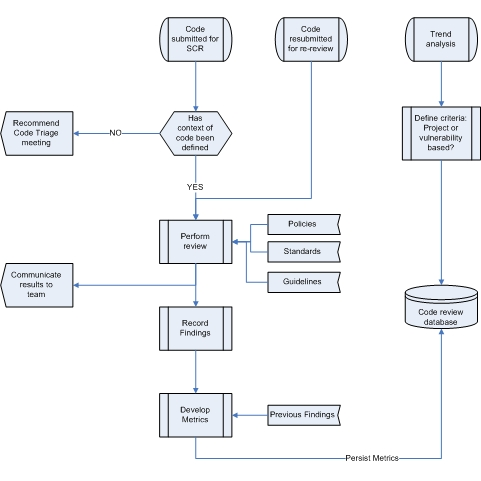 Code
submitted for
SCR
Code
resubmitted
for re-review
Trend
analysis
Recommend
Code Triage
meeting
NO
Has
context of
code been
defined
Define criteria:
Project or
vulnerability
based?
YES
Perform
review
Policies
Standards
Guidelines
Communicate
results to
team
Record
Findings
Code review
database
Develop
Metrics
Previous Findings
Persist Metrics